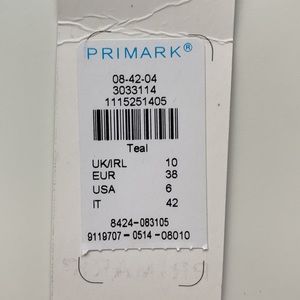 PRIMARK®
08-42-04
3033114
1115251405
Teal
UK/IRL 10
EUR 38
USA 6
IT 42
8424-083105
9119707-0514-08010